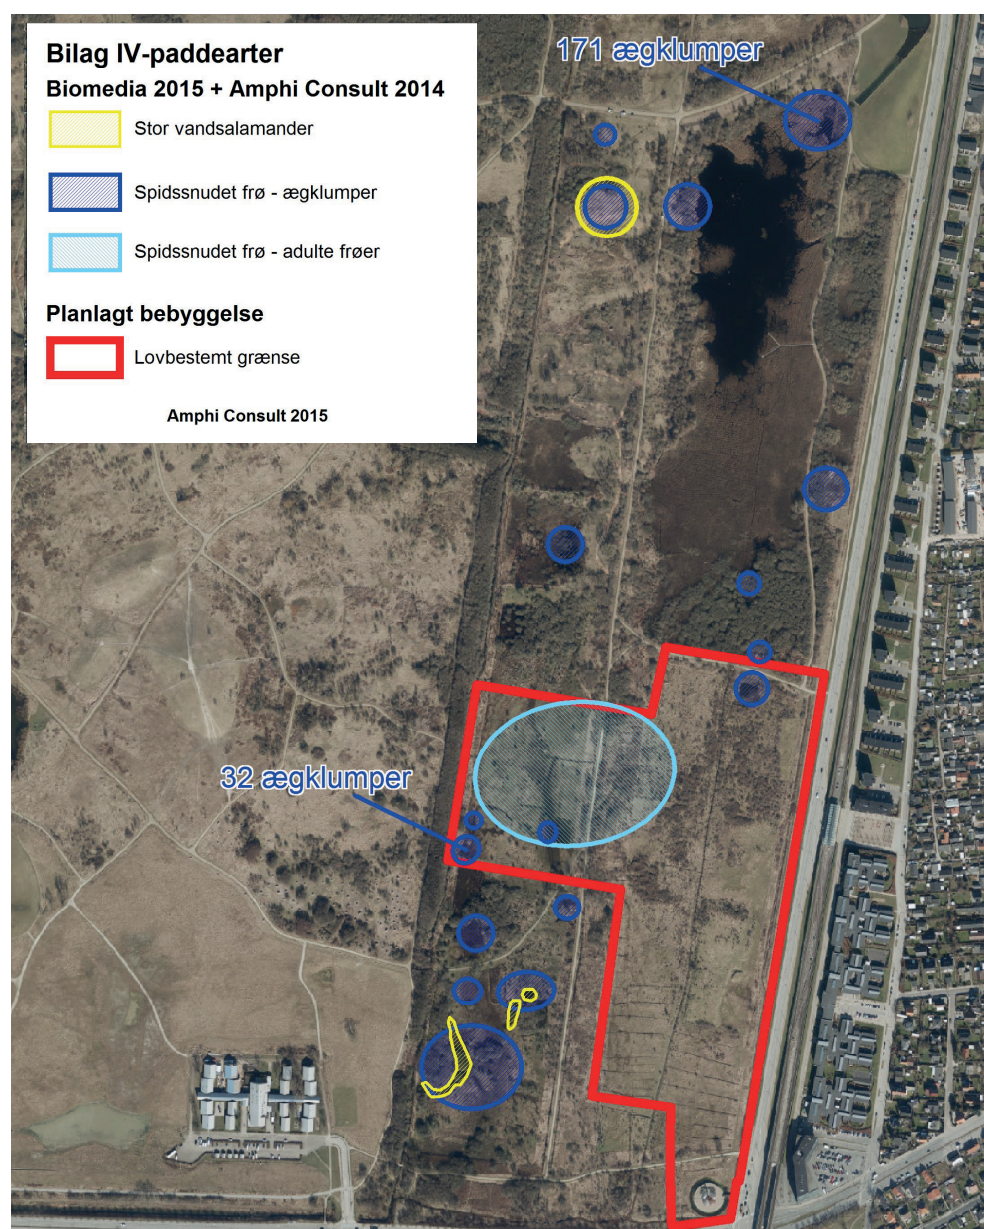 Bilag IV-paddearter
Biomedia 2015 + Amphi Consult 2014
Stor vandsalamander
Spidssnudet frø - ægklumper
Spidssnudet frø - adulte frøer
Planlagt bebyggelse
Lovbestemt grænse
Amphi Consult 2015
171 ægklumper
32 ægklumper